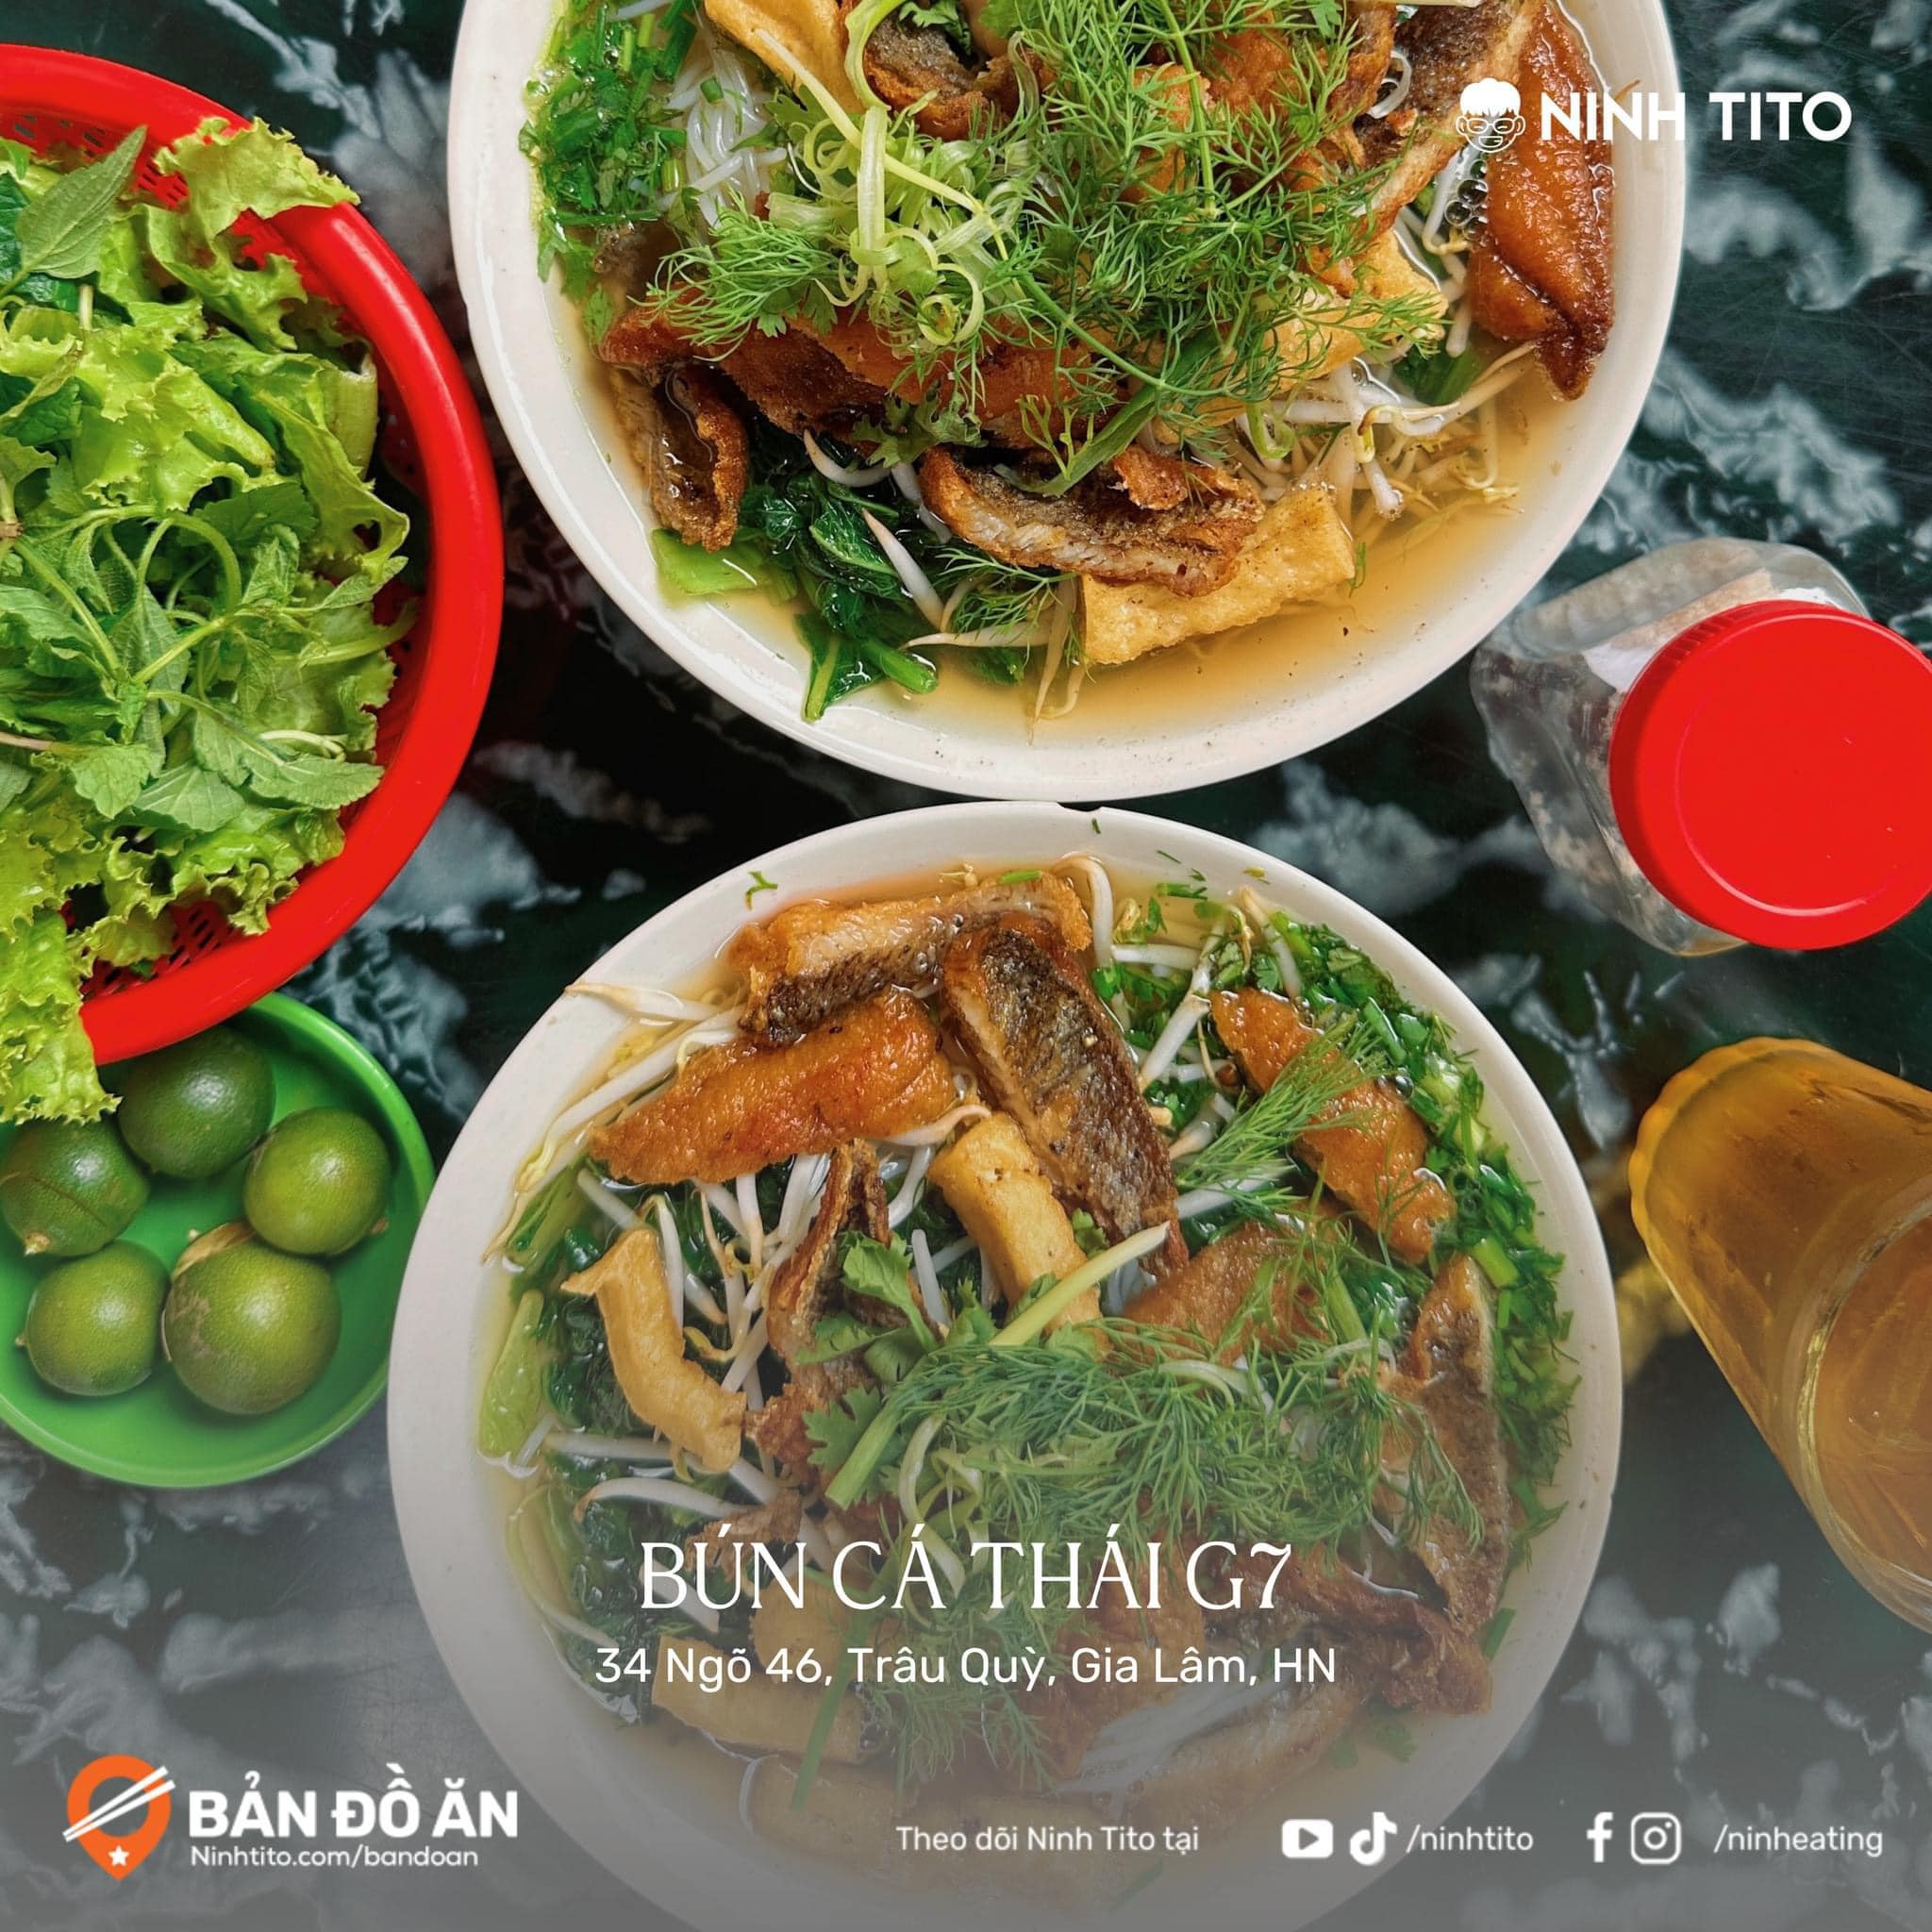 NINH TITO
BÚN CÁ THÁI G7
34 Ngõ 46, Trâu Quỳ, Gia Lâm, HN
BẢN ĐỒ ĂN
Ninhtito.com/bandoan
Theo dõi Ninh Tito tại
/ninhtito
/ninheating